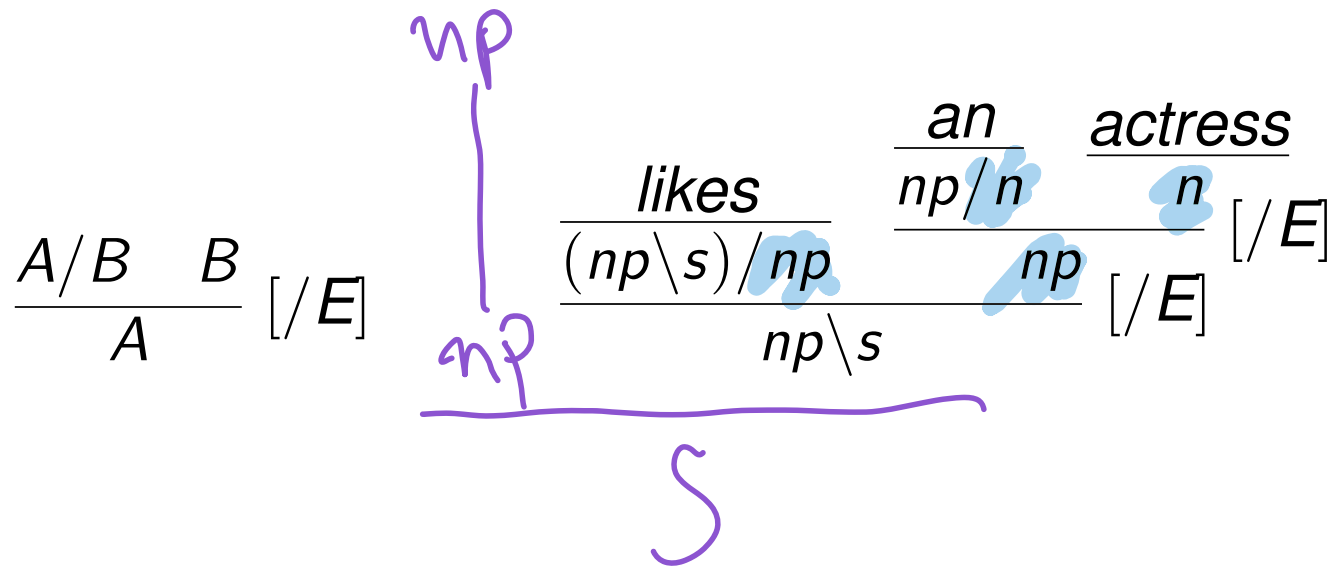 np
an actress
likes np/n n [/E]
A/B B [/E] (np\s)/np np [/E]
A np np\s
S